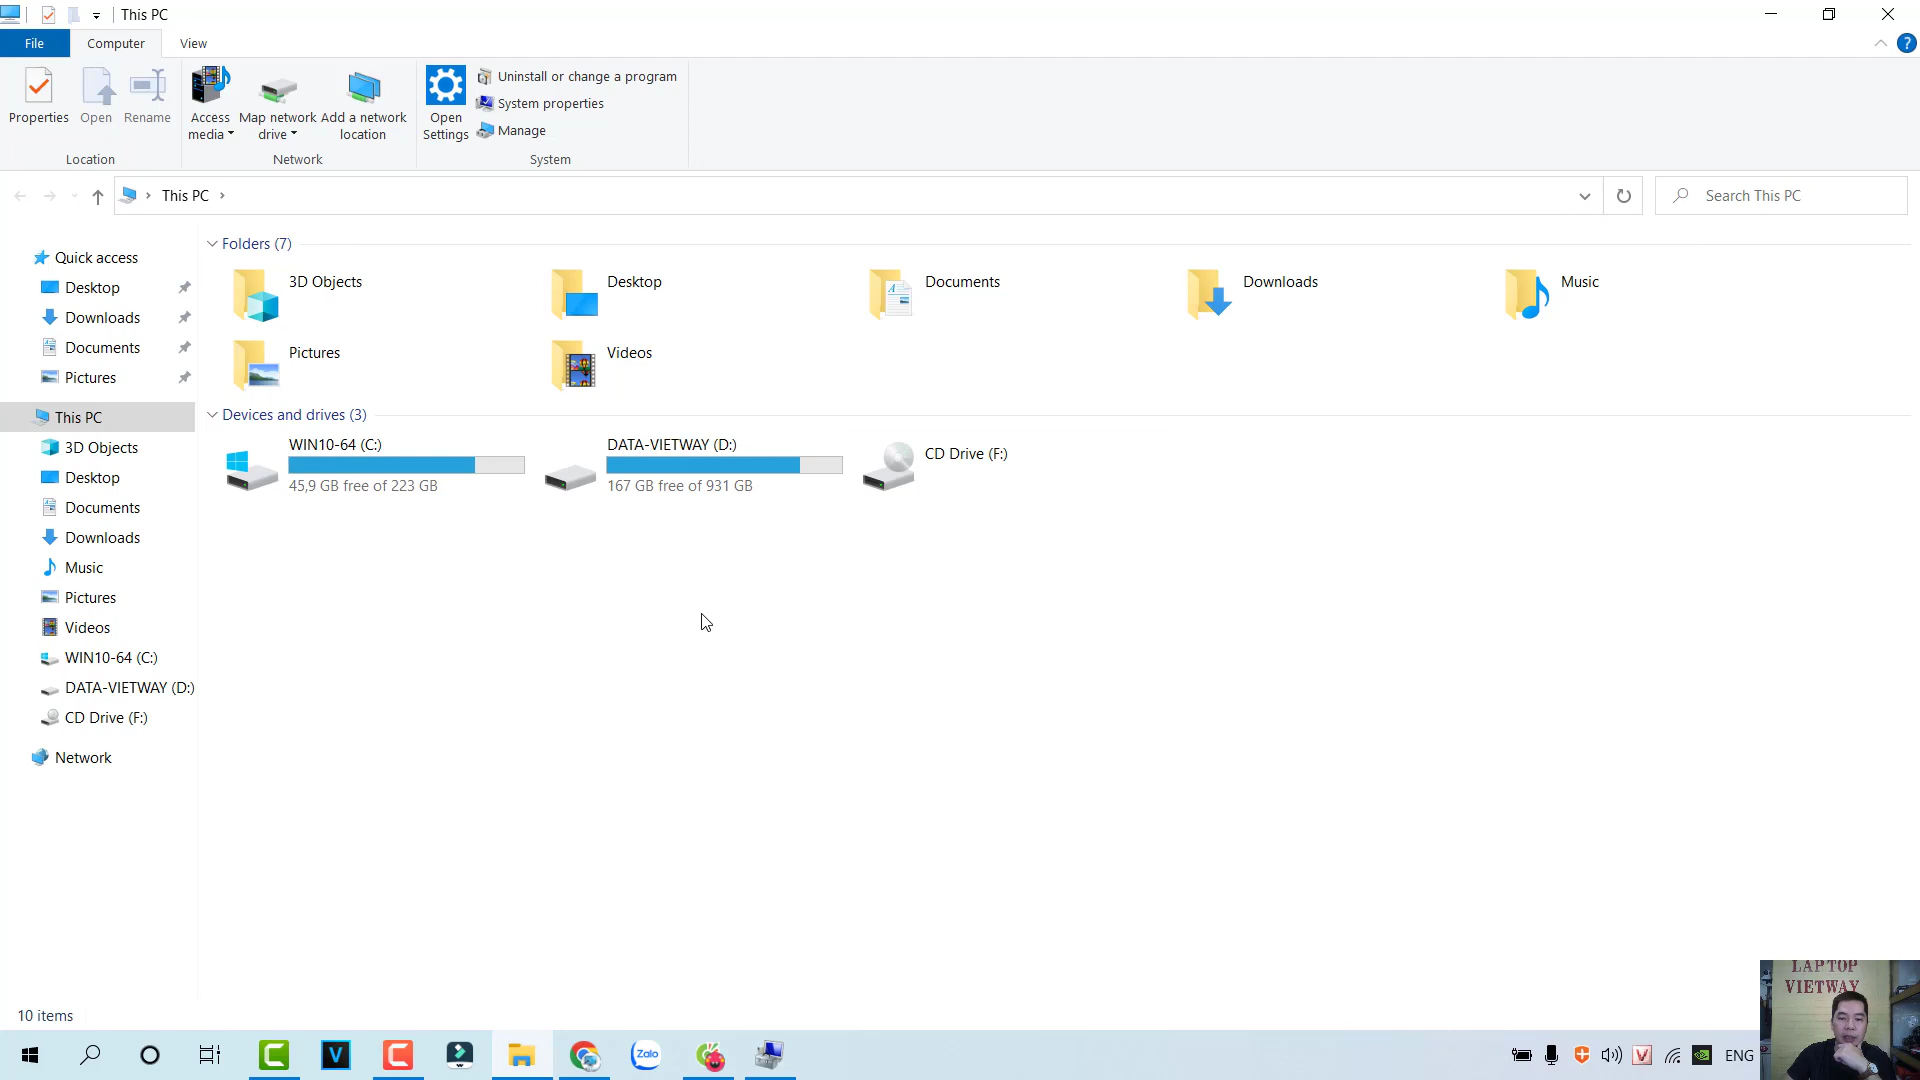 This PC
File
Computer
View
Properties
Open
Rename
Access
media
Map network
drive
Add a network
location
Open
Settings
Uninstall or change a program
System properties
Manage
Location
Network
System
This PC
Search This PC
Quick access
Desktop
Downloads
Documents
Pictures
This PC
3D Objects
Desktop
Documents
Downloads
Music
Pictures
Videos
WIN10-64 (C:)
DATA-VIETWAY (D:)
CD Drive (F:)
Network
Folders (7)
3D Objects
Desktop
Documents
Downloads
Music
Pictures
Videos
Devices and drives (3)
WIN10-64 (C:)
45,9 GB free of 223 GB
DATA-VIETWAY (D:)
167 GB free of 931 GB
CD Drive (F:)
10 items
LAPTOP
VIETWAY
Zalo
ENG